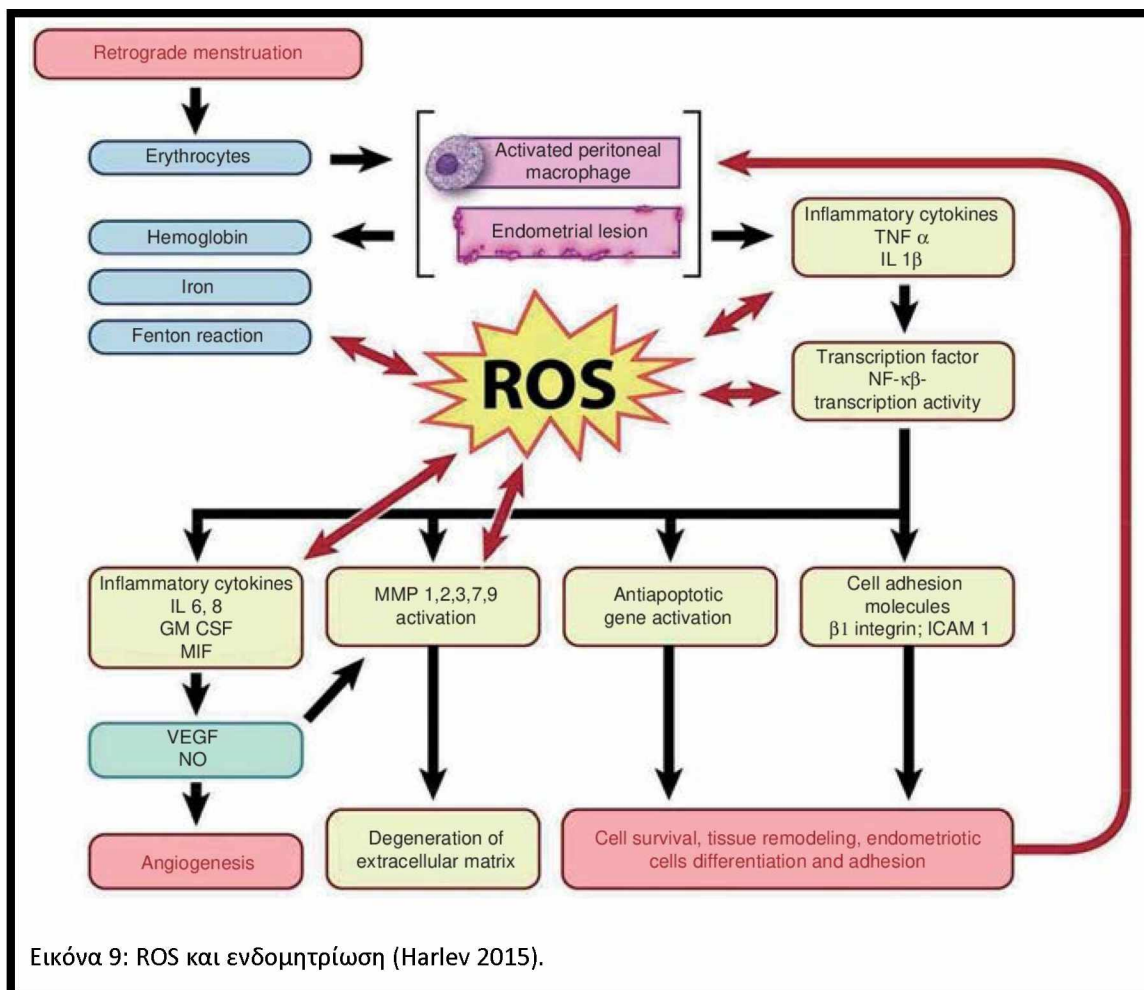 Retrograde menstruation
Erythrocytes
Activated peritoneal
macrophage
Hemoglobin
Endometrial lesion
Inflammatory cytokines
TNF α
IL 1β
Iron
Fenton reaction
ROS
Transcription factor
NF-κβ-
transcription activity
Inflammatory cytokines
IL 6, 8
GM CSF
MIF
MMP 1,2,3,7,9
activation
Antiapoptotic
gene activation
Cell adhesion
molecules
β1 integrin; ICAM 1
VEGF
NO
Angiogenesis
Degeneration of
extracellular matrix
Cell survival, tissue remodeling, endometriotic
cells differentiation and adhesion
Εικόνα 9: ROS και ενδομητρίωση (Harlev 2015).